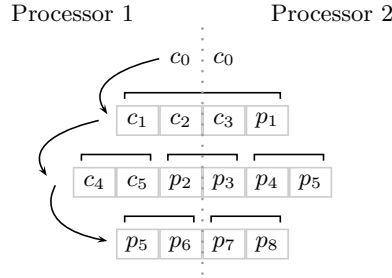 Processor 1 Processor 2
c₀ c₀
c₁ c₂ c₃ p₁
c₄ c₅ p₂ p₃ p₄ p₅
p₅ p₆ p₇ p₈